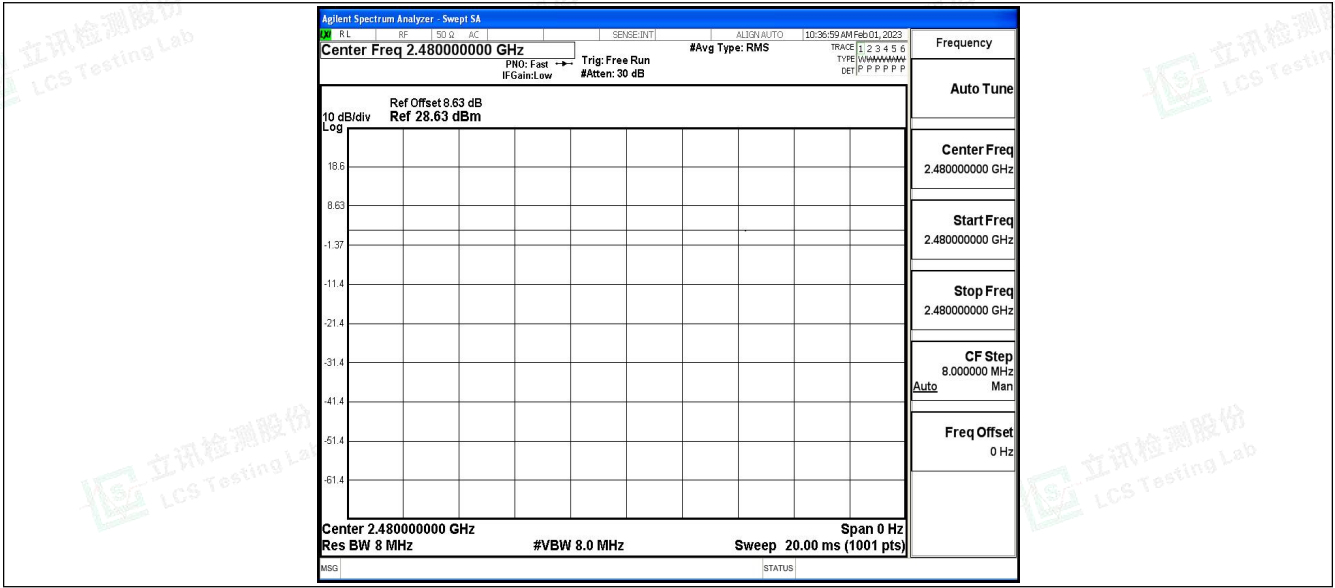 Agilent Spectrum Analyzer - Swept SA
RL RF 50 Ω AC SENSE:INT ALIGN AUTO 10:36:59 AM Feb 01, 2023
Center Freq 2.480000000 GHz
PNO: Fast
IFGain:Low
Trig: Free Run
#Atten: 30 dB
#Avg Type: RMS
TRACE 1 2 3 4 5 6
TYPE
DET P P P P P P
Ref Offset 8.63 dB
10 dB/div Ref 28.63 dBm
Log
18.6
8.63
-1.37
-11.4
-21.4
-31.4
-41.4
-51.4
-61.4
Center 2.480000000 GHz Span 0 Hz
Res BW 8 MHz #VBW 8.0 MHz Sweep 20.00 ms (1001 pts)
MSG STATUS
Frequency
Auto Tune
Center Freq
2.480000000 GHz
Start Freq
2.480000000 GHz
Stop Freq
2.480000000 GHz
CF Step
8.000000 MHz
Auto Man
Freq Offset
0 Hz
立讯检测股份
LCS Testing Lab
立讯检测
LCS Testing
立讯检测股份
LCS Testing La
立讯检测股份
LCS Testing Lab